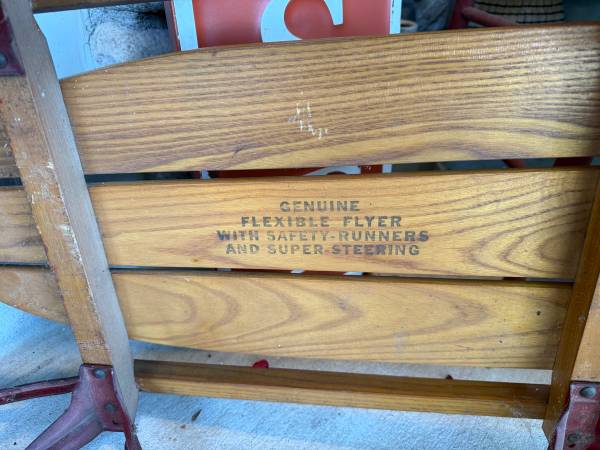 GENUINE
FLEXIBLE FLYER
WITH SAFETY-RUNNERS
AND SUPER-STEERING